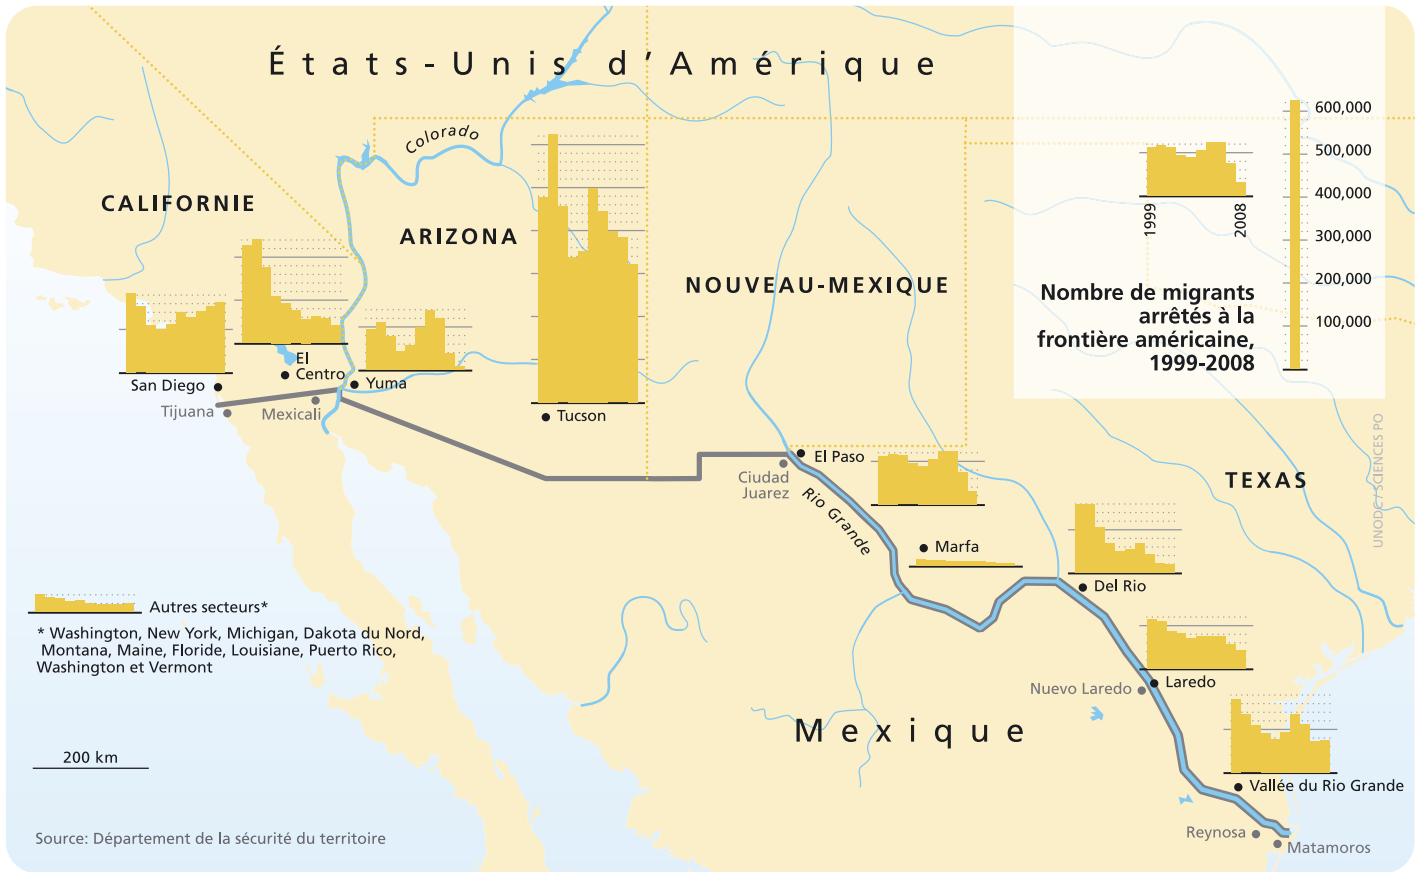 États-Unis d'Amérique
Colorado
CALIFORNIE
ARIZONA
NOUVEAU-MEXIQUE
TEXAS
600,000
500,000
400,000
300,000
200,000
100,000
1999
2008
Nombre de migrants
arrêtés à la
frontière américaine,
1999-2008
San Diego
Tijuana
El
Centro
Mexicali
Yuma
Tucson
El Paso
Ciudad
Juarez
Rio Grande
Marfa
Del Rio
Nuevo Laredo
Laredo
Vallée du Rio Grande
Reynosa
Matamoros
Mexique
UNODC / SCIENCES PO
Autres secteurs*
* Washington, New York, Michigan, Dakota du Nord,
Montana, Maine, Floride, Louisiane, Puerto Rico,
Washington et Vermont
200 km
Source: Département de la sécurité du territoire